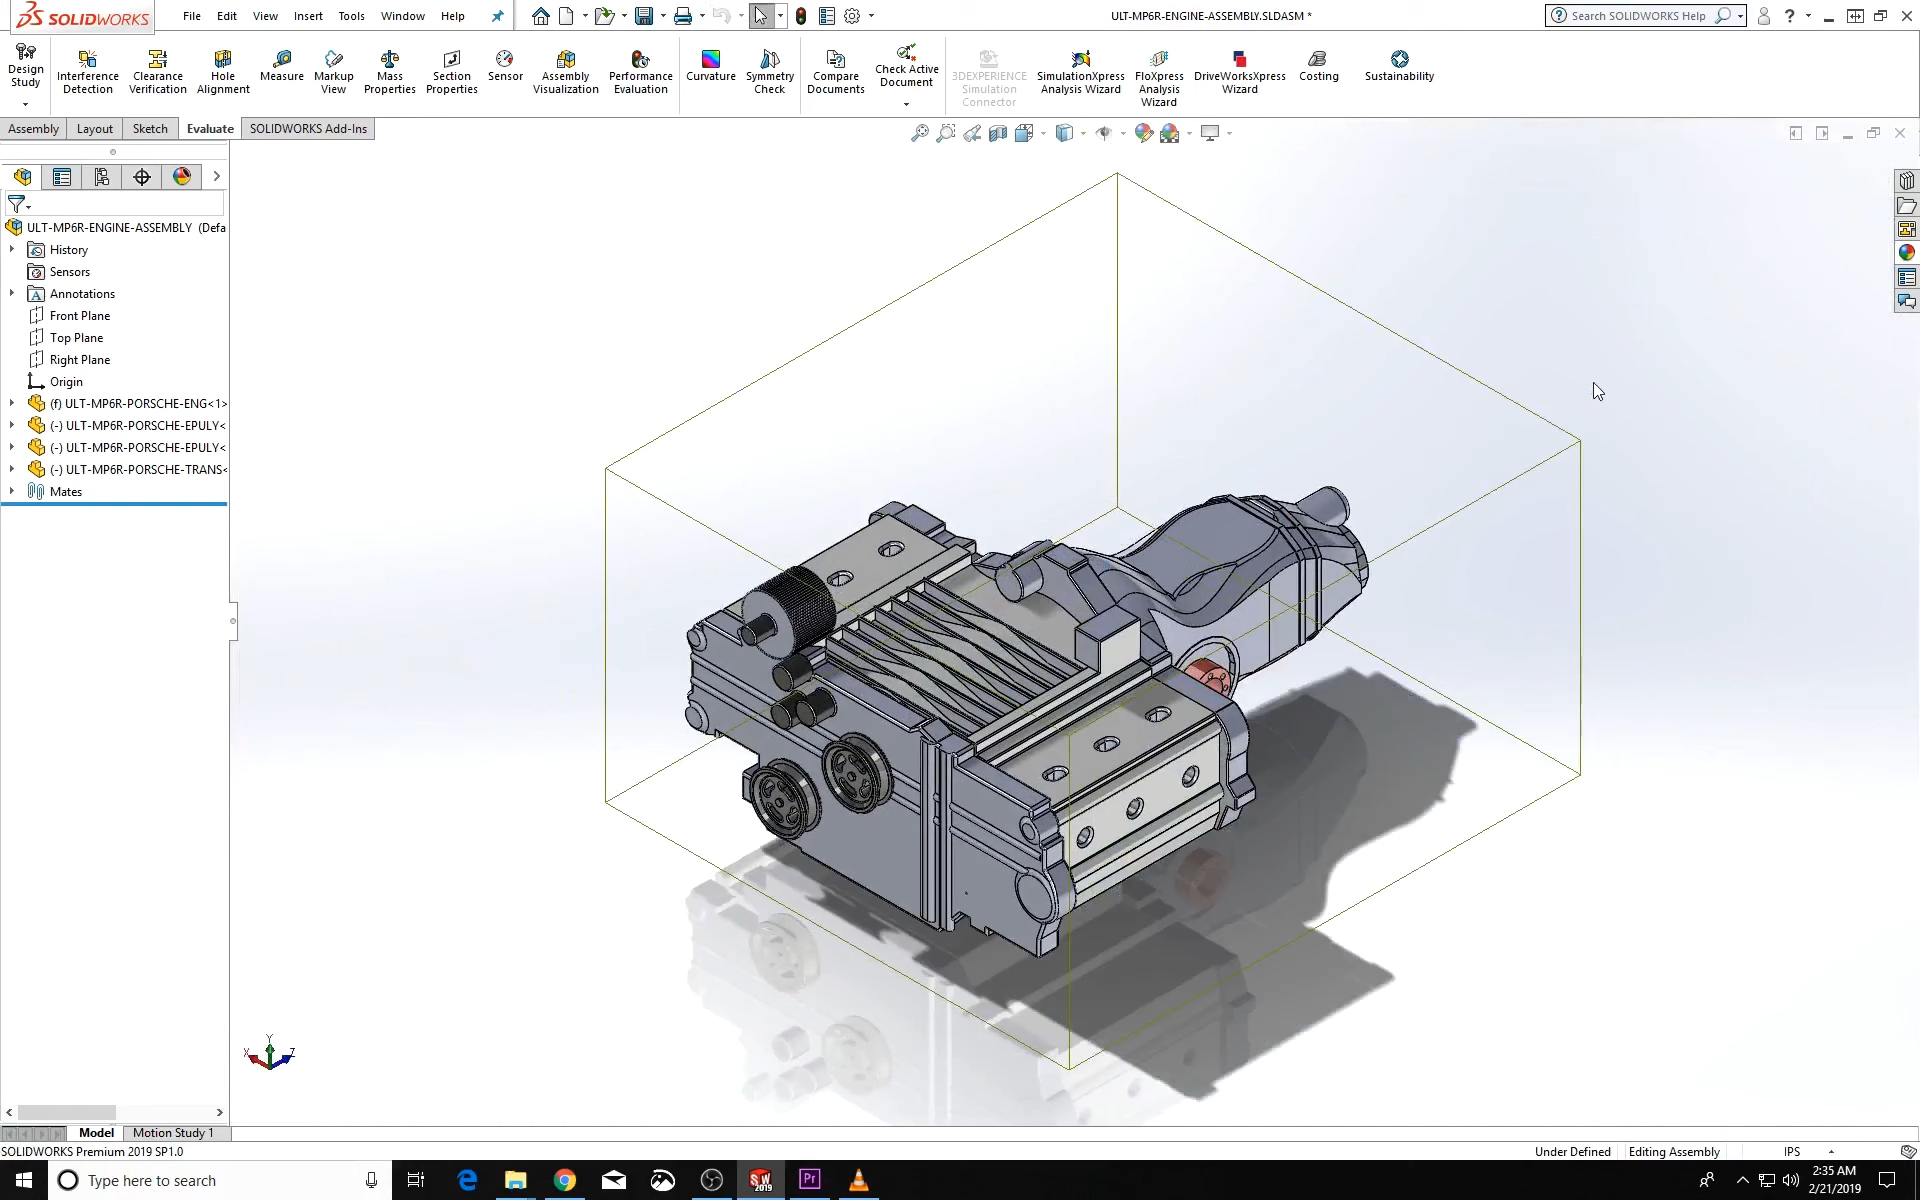 SOLIDWORKS
File Edit View Insert Tools Window Help
ULT-MP6R-ENGINE-ASSEMBLY.SLDASM *
Search SOLIDWORKS Help
Design Study
Interference Detection
Clearance Verification
Hole Alignment
Measure
Markup View
Mass Properties
Section Properties
Sensor
Assembly Visualization
Performance Evaluation
Curvature
Symmetry Check
Compare Documents
Check Active Document
3DEXPERIENCE Simulation Connector
SimulationXpress Analysis Wizard
FloXpress Analysis Wizard
DriveWorksXpress Wizard
Costing
Sustainability
Assembly Layout Sketch Evaluate SOLIDWORKS Add-Ins
ULT-MP6R-ENGINE-ASSEMBLY (Defa
History
Sensors
Annotations
Front Plane
Top Plane
Right Plane
Origin
(f) ULT-MP6R-PORSCHE-ENG<1>
(-) ULT-MP6R-PORSCHE-EPULY<
(-) ULT-MP6R-PORSCHE-EPULY<
(-) ULT-MP6R-PORSCHE-TRANS<
Mates
X Y Z
Model Motion Study 1
SOLIDWORKS Premium 2019 SP1.0
Under Defined Editing Assembly IPS
Type here to search
SW 2019
Pr
2:35 AM
2/21/2019